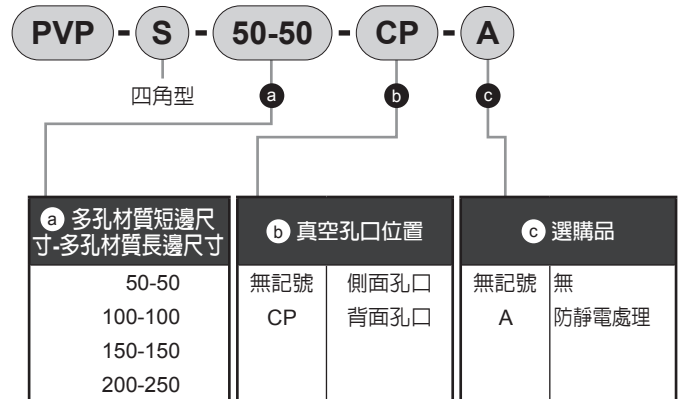 PVP - S - 50-50 - CP - A
四角型
a
b
c
a 多孔材質短邊尺
寸-多孔材質長邊尺寸
50-50
100-100
150-150
200-250
b 真空孔口位置
無記號 側面孔口
CP 背面孔口
c 選購品
無記號 無
A 防靜電處理